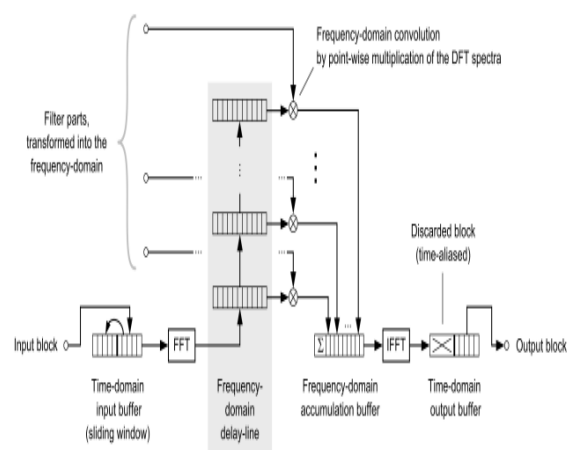 Frequency-domain convolution
by point-wise multiplication of the DFT spectra
Filter parts,
transformed into the
frequency-domain
...
...
...
...
...
...
Discarded block
(time-aliased)
Input block
FFT
Σ
...
IFFT
Output block
Time-domain
input buffer
(sliding window)
Frequency-
domain
delay-line
Frequency-domain
accumulation buffer
Time-domain
output buffer